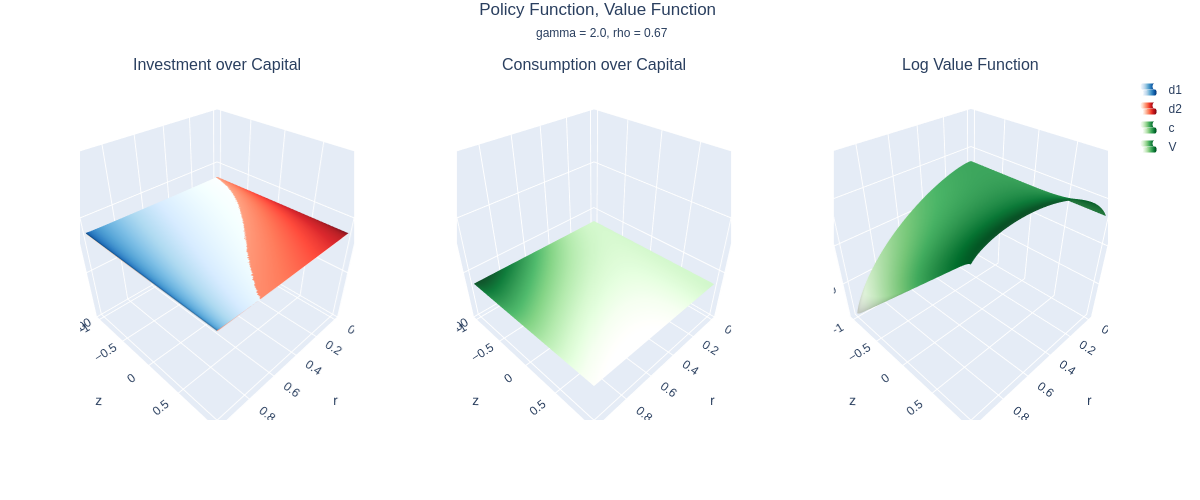 Policy Function, Value Function
gamma = 2.0, rho = 0.67
Investment over Capital
Consumption over Capital
Log Value Function
d1
d2
c
V
−0.5
0
0.5
z
0
0.2
0.4
0.6
0.8
r
−0.5
0
0.5
z
0
0.2
0.4
0.6
0.8
r
−1
−0.5
0
0.5
z
0
0.2
0.4
0.6
0.8
r